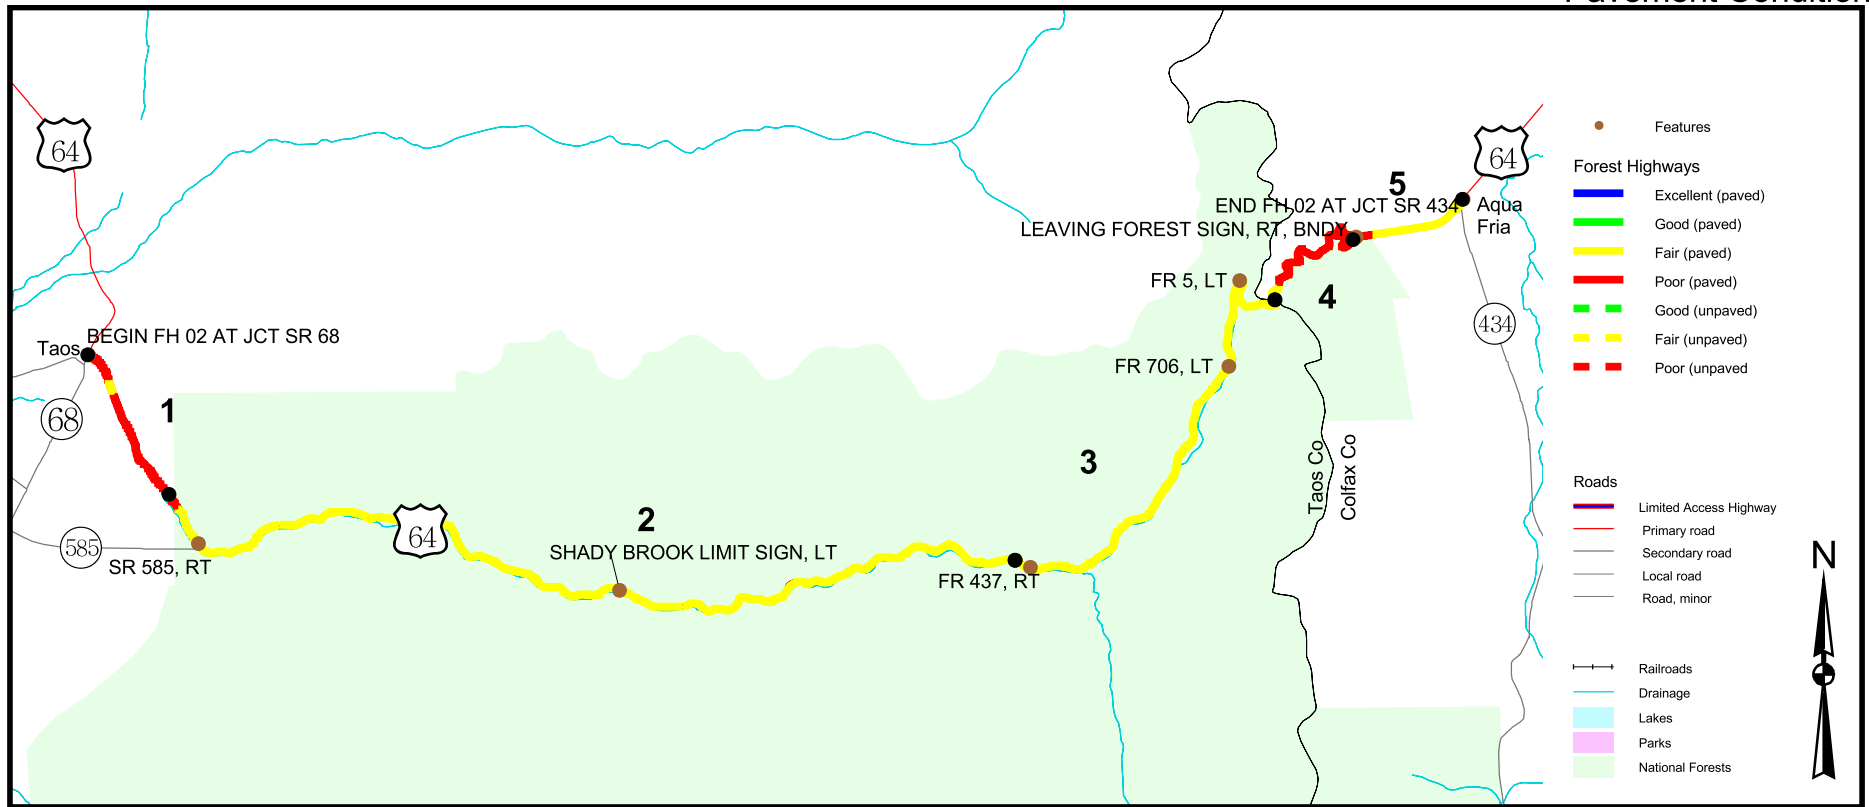 Pavement Condition
64
64
Features
Forest Highways
Excellent (paved)
Good (paved)
Fair (paved)
Poor (paved)
Good (unpaved)
Fair (unpaved)
Poor (unpaved
5
END FH 02 AT JCT SR 434
Aqua
Fria
LEAVING FOREST SIGN, RT, BNDY
FR 5, LT
4
434
BEGIN FH 02 AT JCT SR 68
Taos
FR 706, LT
1
68
3
Taos Co
Colfax Co
2
64
SHADY BROOK LIMIT SIGN, LT
585
SR 585, RT
FR 437, RT
Roads
Limited Access Highway
Primary road
Secondary road
Local road
Road, minor
N
Railroads
Drainage
Lakes
Parks
National Forests